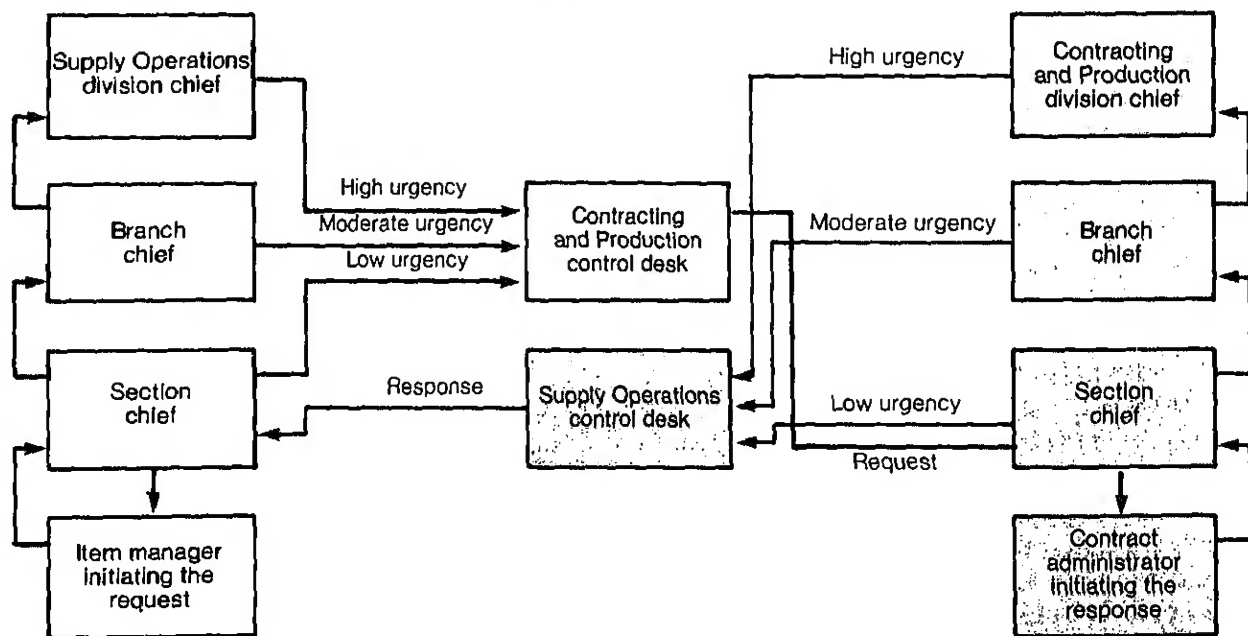 Supply Operations
division chief
High urgency
Contracting
and Production
division chief
Branch
chief
High urgency
Moderate urgency
Low urgency
Contracting
and Production
control desk
Moderate urgency
Branch
chief
Section
chief
Response
Supply Operations
control desk
Low urgency
Request
Section
chief
Item manager
initiating the
request
Contract
administrator
initiating the
response